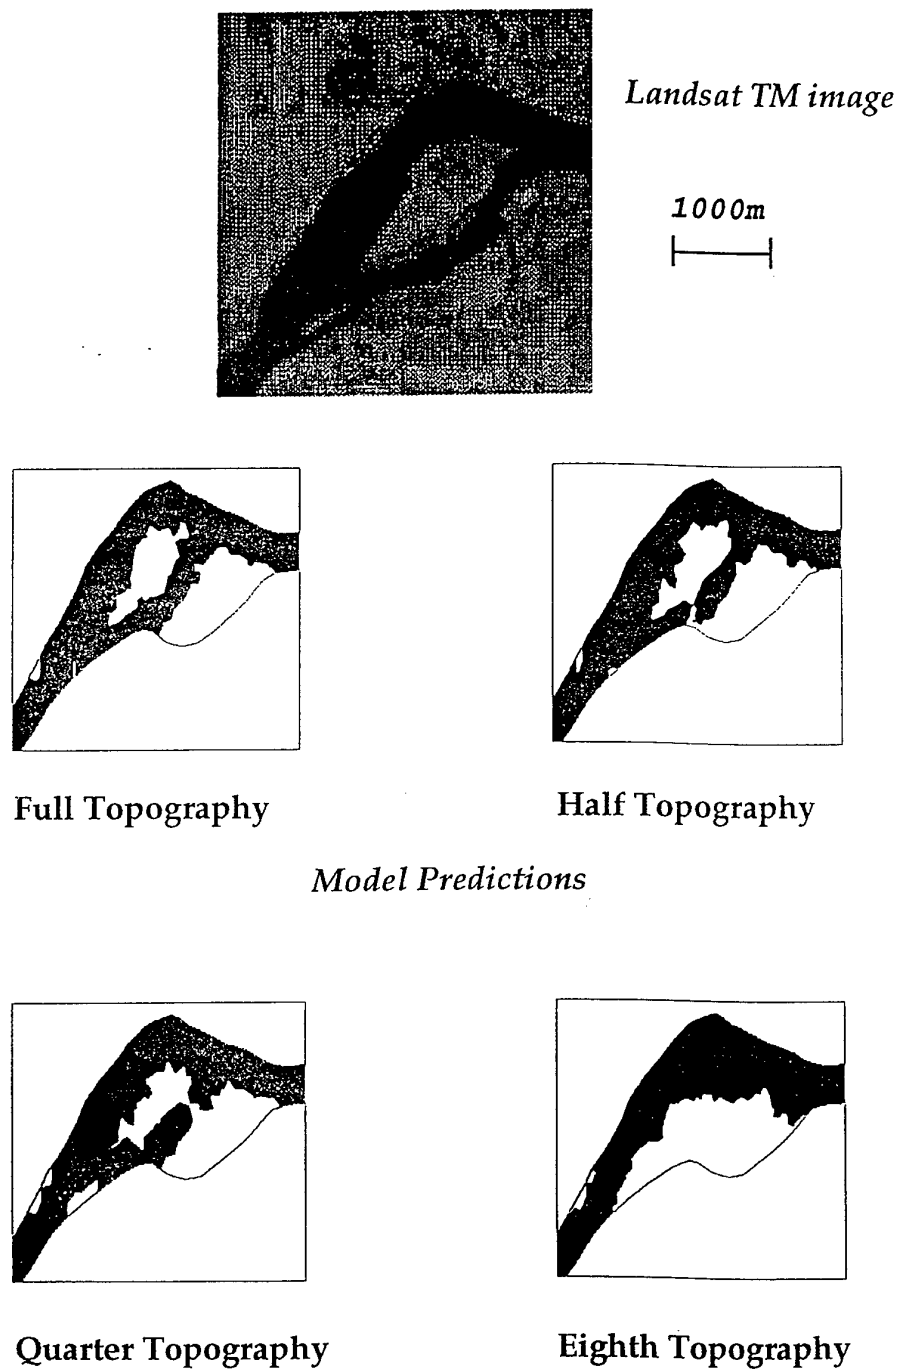 Landsat TM image
1000m
Full Topography
Half Topography
Model Predictions
Quarter Topography
Eighth Topography